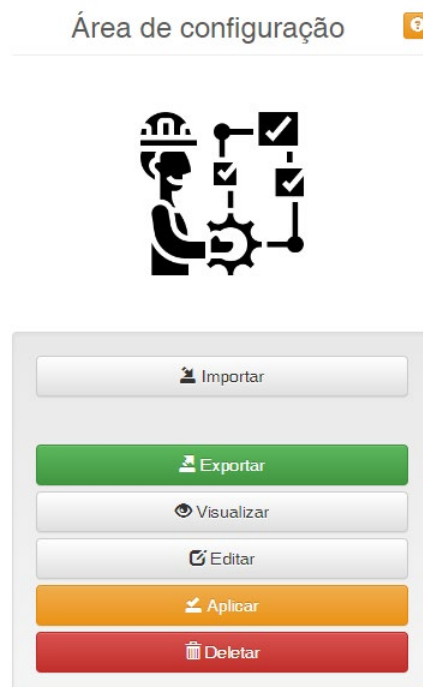 Área de configuração
Importar
Exportar
Visualizar
Editar
Aplicar
Deletar